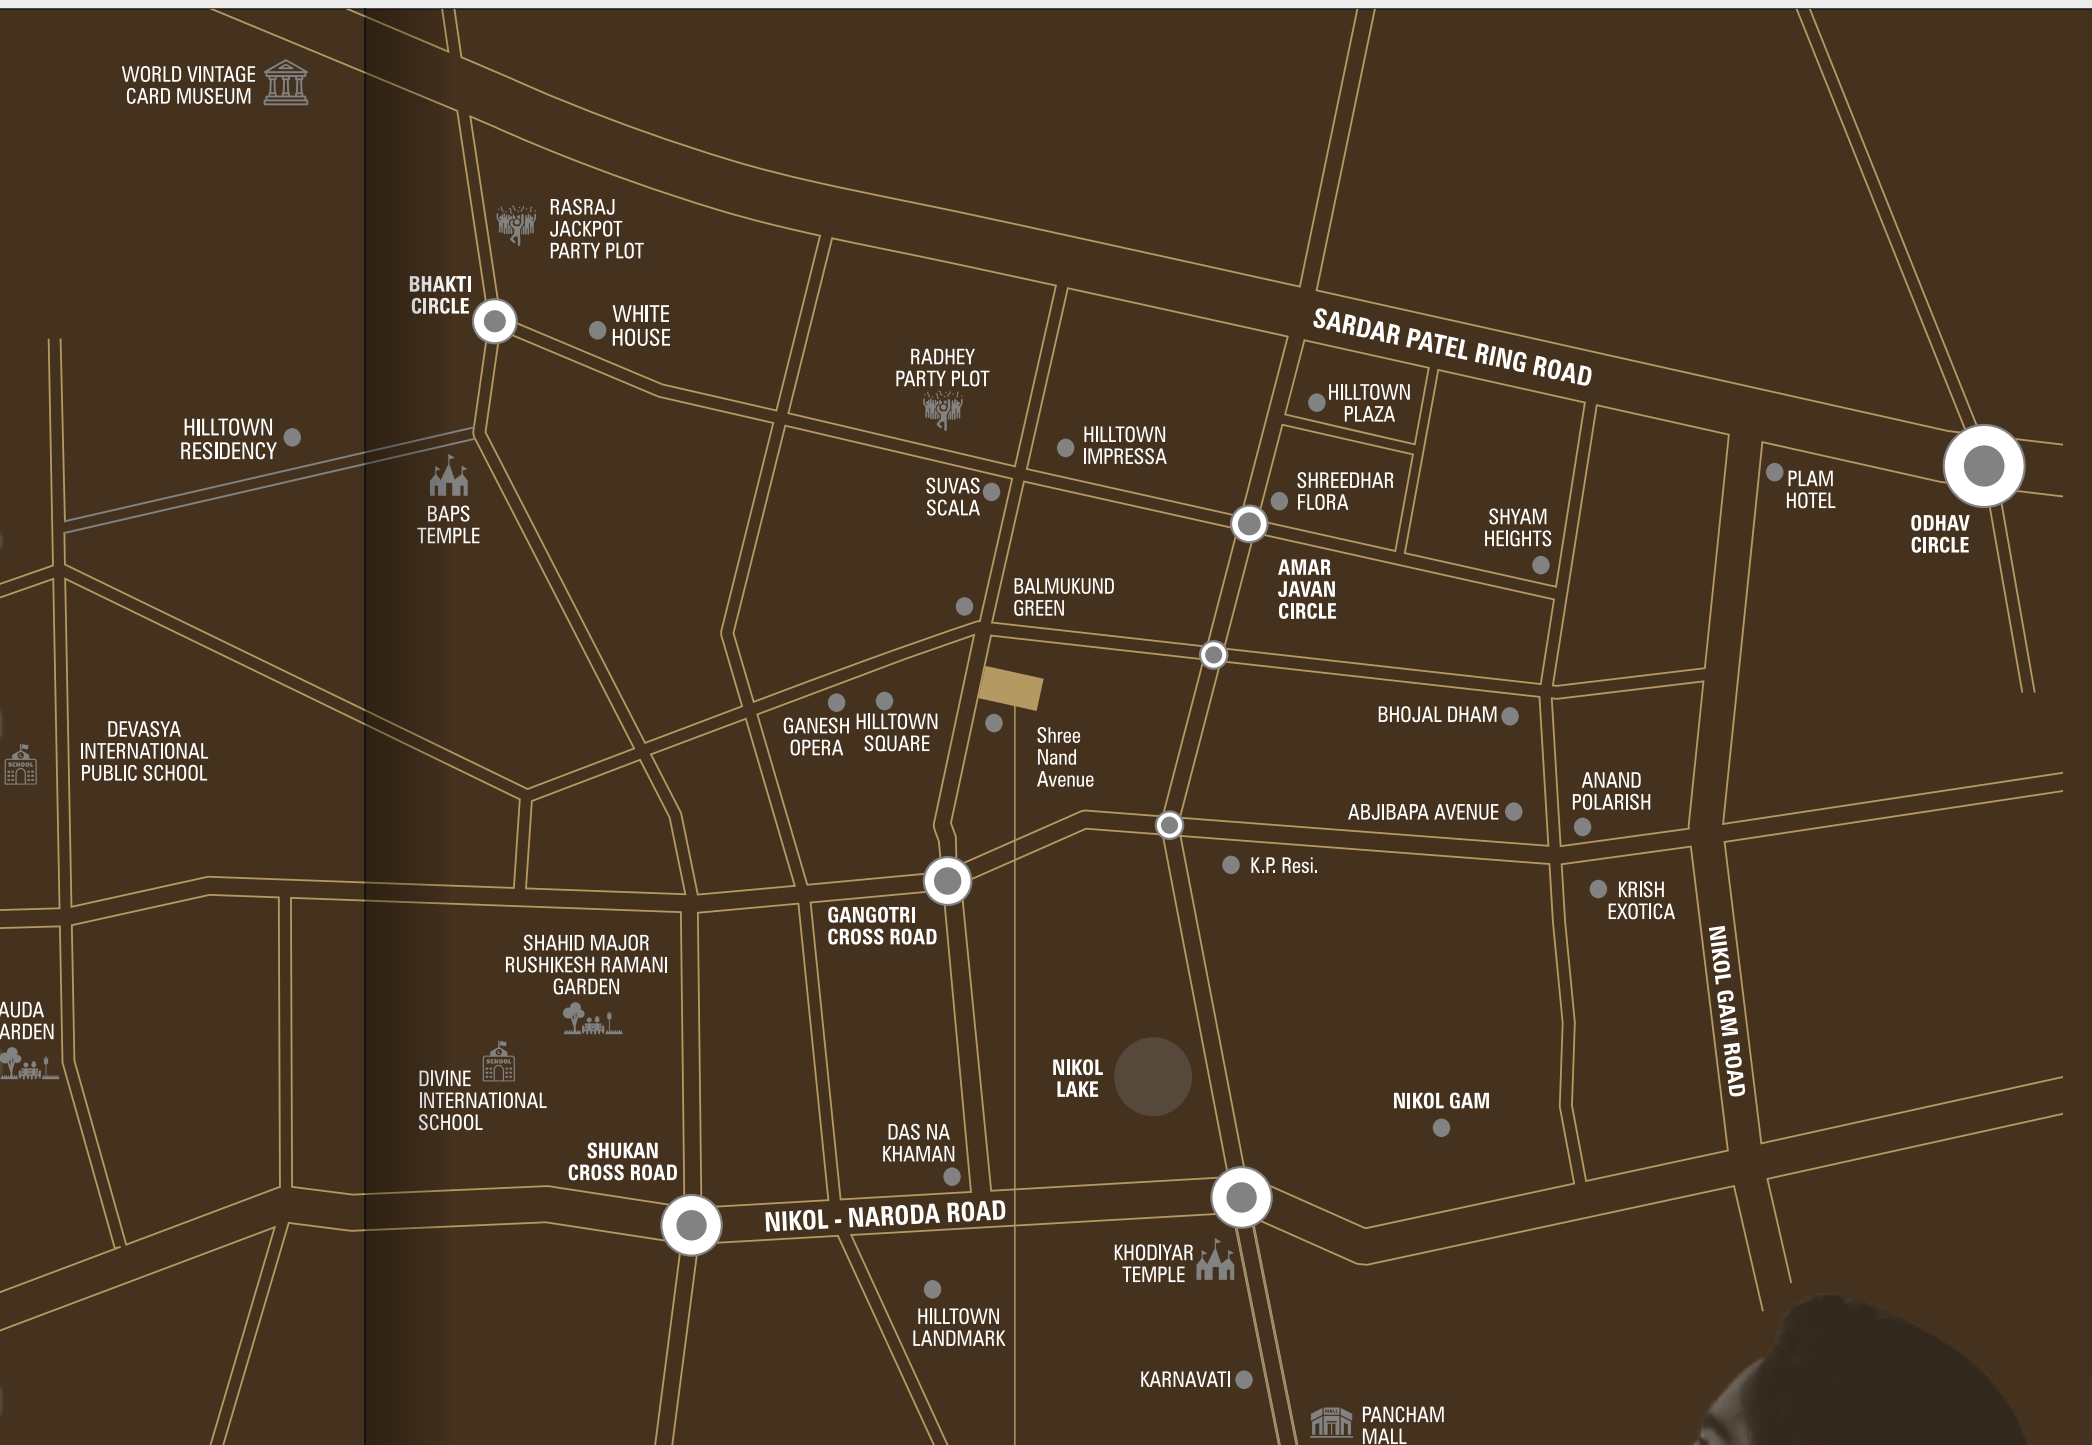 WORLD VINTAGE
CARD MUSEUM
RASRAJ
JACKPOT
PARTY PLOT
BHAKTI
CIRCLE
WHITE
HOUSE
SARDAR PATEL RING ROAD
RADHEY
PARTY PLOT
HILLTOWN
PLAZA
HILLTOWN
RESIDENCY
HILLTOWN
IMPRESSA
SUVAS
SCALA
SHREEDHAR
FLORA
PLAM
HOTEL
SHYAM
HEIGHTS
ODHAV
CIRCLE
BAPS
TEMPLE
AMAR
JAVAN
CIRCLE
BALMUKUND
GREEN
DEVASYA
INTERNATIONAL
PUBLIC SCHOOL
SCHOOL
GANESH
OPERA
HILLTOWN
SQUARE
Shree
Nand
Avenue
BHOJAL DHAM
ANAND
POLARISH
ABJIBAPA AVENUE
K.P. Resi.
KRISH
EXOTICA
GANGOTRI
CROSS ROAD
NIKOL GAM ROAD
SHAHID MAJOR
RUSHIKESH RAMANI
GARDEN
AUDA
ARDEN
SCHOOL
DIVINE
INTERNATIONAL
SCHOOL
NIKOL
LAKE
NIKOL GAM
DAS NA
KHAMAN
SHUKAN
CROSS ROAD
NIKOL - NARODA ROAD
KHODIYAR
TEMPLE
HILLTOWN
LANDMARK
KARNAVATI
MALL
PANCHAM
MALL